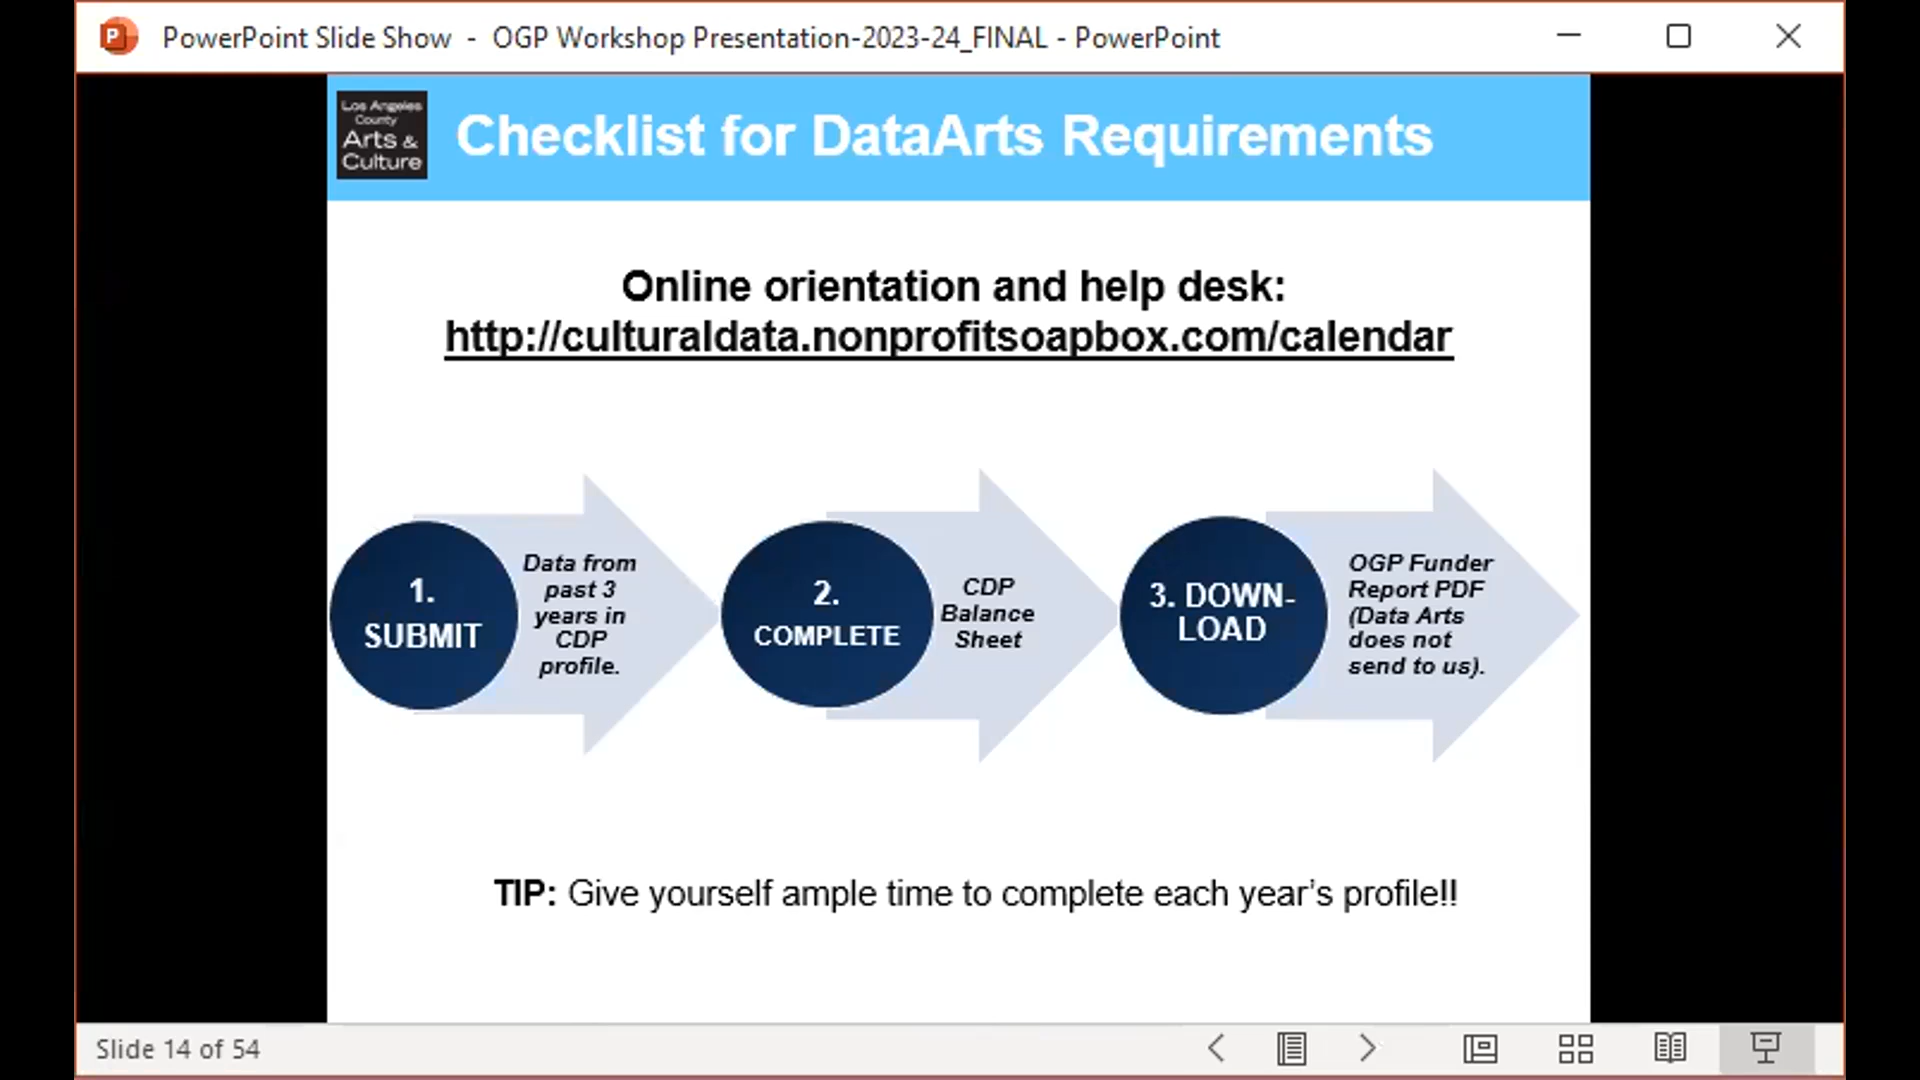 PowerPoint Slide Show - OGP Workshop Presentation-2023-24_FINAL - PowerPoint
Los Angeles
County
Arts &
Culture
Checklist for DataArts Requirements
Online orientation and help desk:
http://culturaldata.nonprofitsoapbox.com/calendar
1.
SUBMIT
Data from
past 3
years in
CDP
profile.
2.
COMPLETE
CDP
Balance
Sheet
3. DOWN-
LOAD
OGP Funder
Report PDF
(Data Arts
does not
send to us).
TIP: Give yourself ample time to complete each year's profile!!
Slide 14 of 54